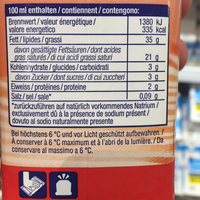 100 ml enthalten / contiennent / contengono:
Brennwert / valeur énergétique / 1380 kJ
valore energetico 335 kcal
Fett / lipides / grassi 35 g
davon gesättigte Fettsäuren / dont acides
gras saturés / di cui acidi grassi saturi 21 g
Kohlenhydrate / glucides / carboidrati 3 g
davon Zucker / dont sucres / di cui zuccheri 3 g
Eiweiss / protéines / proteine 2 g
Salz / sel / sale* 0,09 g
*zurückzuführen auf natürlich vorkommendes Natrium /
exclusivement dû à la présence de sodium présent /
dovuto al sodio naturalmente presente
Bei höchstens 6 °C und vor Licht geschützt aufbewahren. /
À conserver à 6 °C maximum et à l'abri de la lumière. / Da
conservare al massimo a 6 °C.